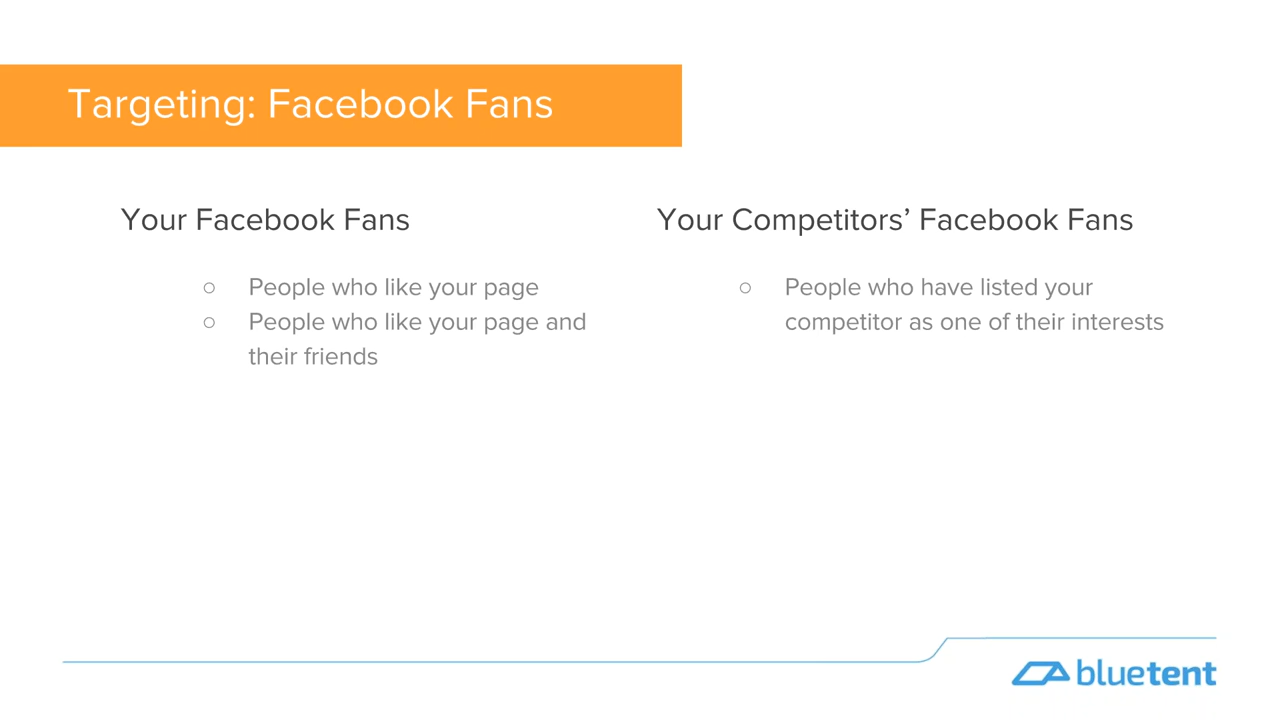 Targeting: Facebook Fans
Your Facebook Fans
○ People who like your page
○ People who like your page and
their friends
Your Competitors’ Facebook Fans
○ People who have listed your
competitor as one of their interests
bluetent